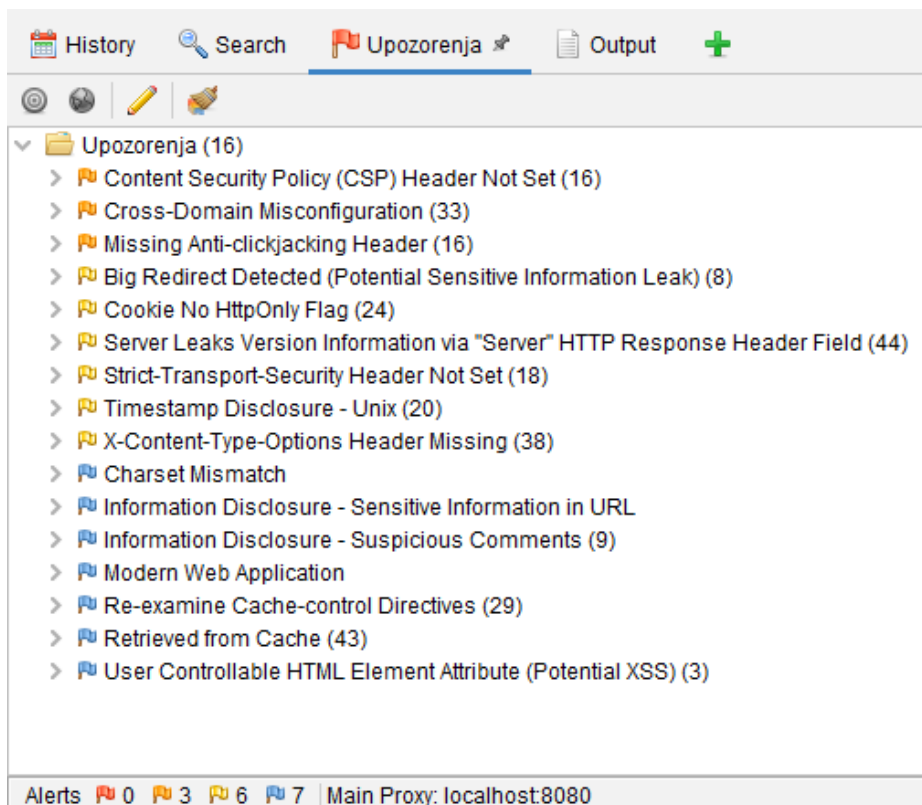 History Search Upozorenja Output
Upozorenja (16)
Content Security Policy (CSP) Header Not Set (16)
Cross-Domain Misconfiguration (33)
Missing Anti-clickjacking Header (16)
Big Redirect Detected (Potential Sensitive Information Leak) (8)
Cookie No HttpOnly Flag (24)
Server Leaks Version Information via "Server" HTTP Response Header Field (44)
Strict-Transport-Security Header Not Set (18)
Timestamp Disclosure - Unix (20)
X-Content-Type-Options Header Missing (38)
Charset Mismatch
Information Disclosure - Sensitive Information in URL
Information Disclosure - Suspicious Comments (9)
Modern Web Application
Re-examine Cache-control Directives (29)
Retrieved from Cache (43)
User Controllable HTML Element Attribute (Potential XSS) (3)
Alerts 0 3 6 7 Main Proxy: localhost:8080